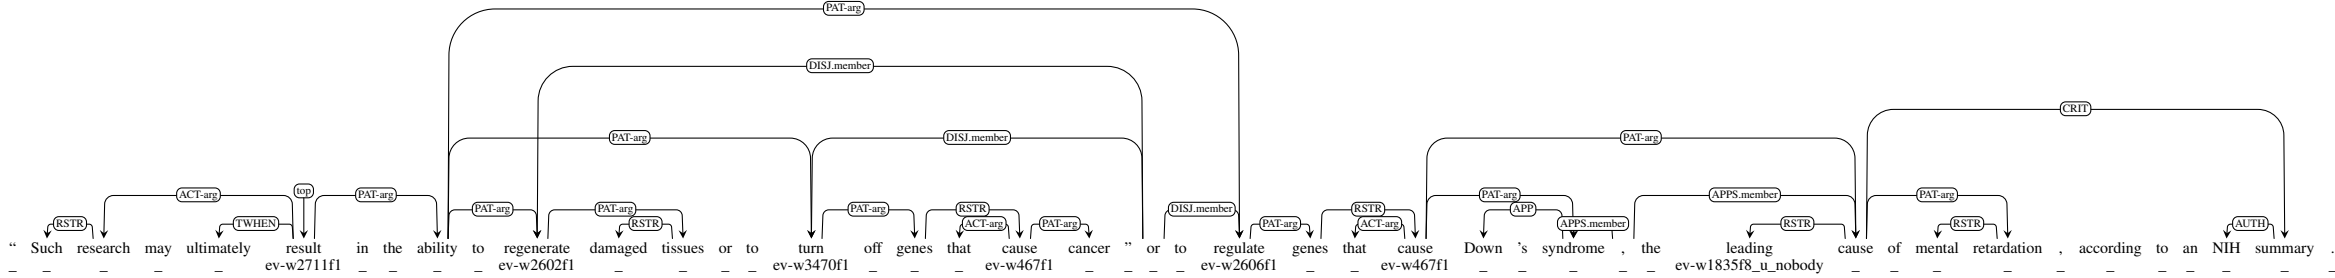 PAT-arg
DISJ.member
CRIT
PAT-arg DISJ.member PAT-arg
ACT-arg top PAT-arg PAT-arg APPS.member PAT-arg
PAT-arg PAT-arg PAT-arg RSTR DISJ.member RSTR APP
RSTR TWHEN RSTR ACT-arg PAT-arg PAT-arg ACT-arg APPS.member RSTR RSTR AUTH
“ Such research may ultimately result in the ability to regenerate damaged tissues or to turn off genes that cause cancer ” or to regulate genes that cause Down 's syndrome , the leading cause of mental retardation , according to an NIH summary .
_ _ _ _ _ ev-w2711f1 _ _ _ _ ev-w2602f1 _ _ _ _ ev-w3470f1 _ _ _ ev-w467f1 _ _ _ _ ev-w2606f1 _ _ ev-w467f1 _ _ _ _ _ ev-w1835f8_u_nobody _ _ _ _ _ _ _ _ _ _ _